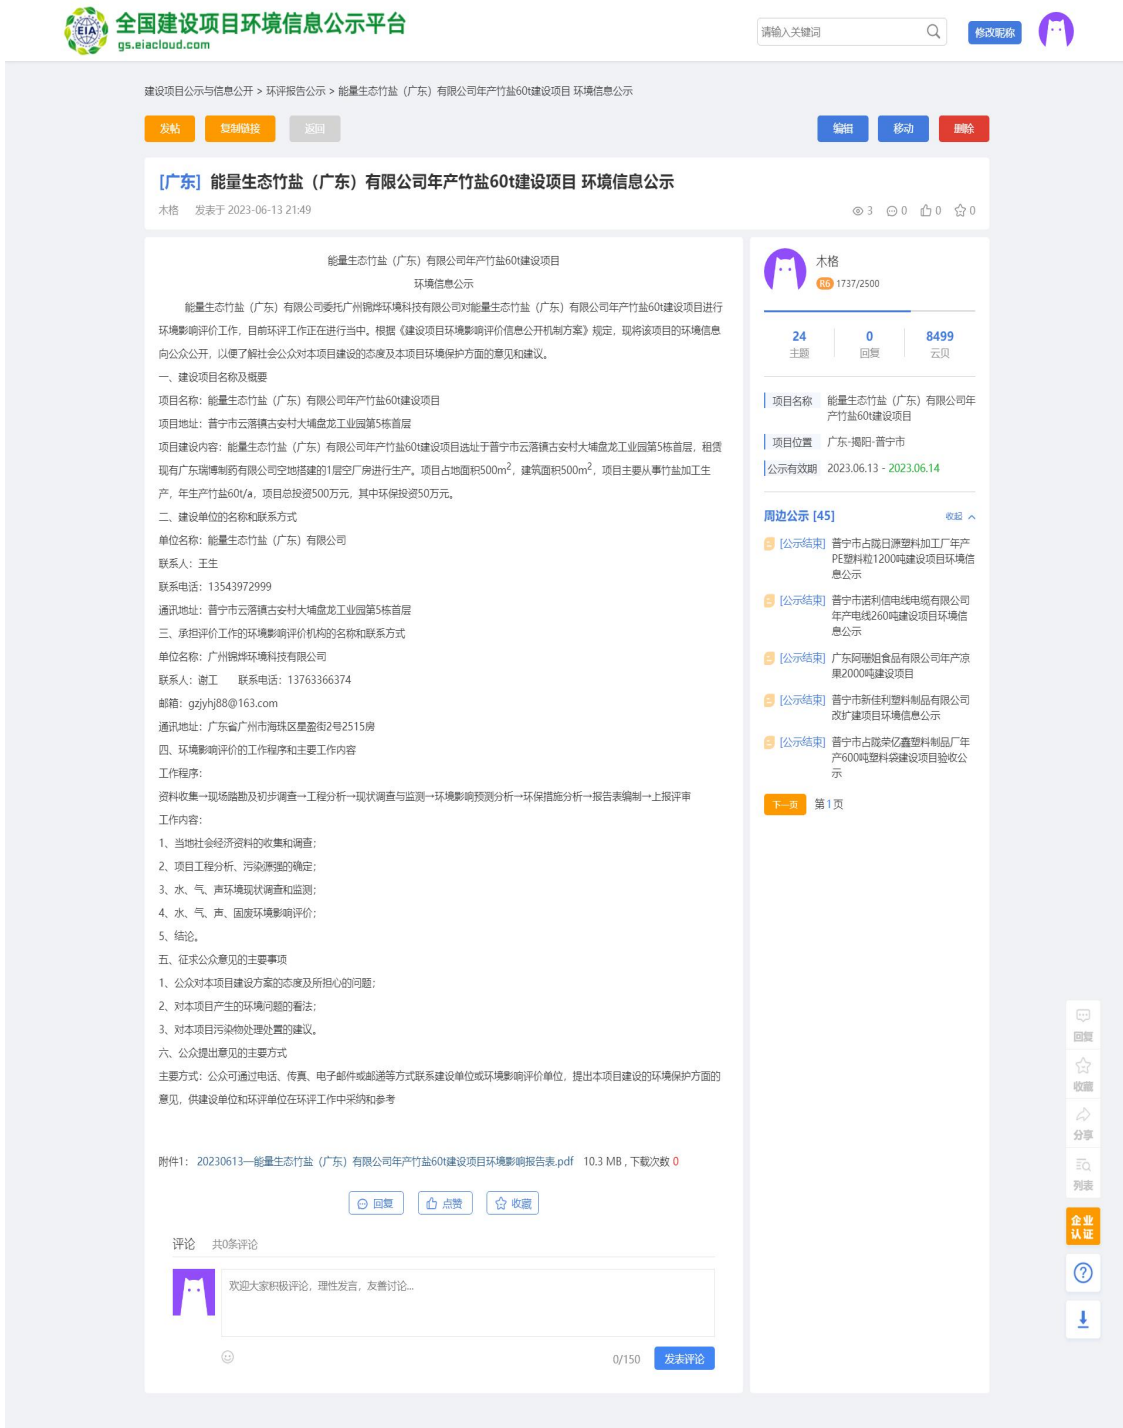 全国建设项目环境信息公示平台
gs.eiacloud.com
请输入关键词
修改昵称
建设项目公示与信息公开 > 环评报告公示 > 能量生态竹盐（广东）有限公司年产竹盐60t建设项目 环境信息公示
发帖 复制链接 返回 编辑 移动 删除
[广东] 能量生态竹盐（广东）有限公司年产竹盐60t建设项目 环境信息公示
木格 发表于 2023-06-13 21:49
3 0 0 0
能量生态竹盐（广东）有限公司年产竹盐60t建设项目
环境信息公示
能量生态竹盐（广东）有限公司委托广州锦烨环境科技有限公司对能量生态竹盐（广东）有限公司年产竹盐60t建设项目进行
环境影响评价工作，目前环评工作正在进行当中。根据《建设项目环境影响评价信息公开机制方案》规定，现将该项目的环境信息
向公众公开，以便了解社会公众对本项目建设的态度及本项目环境保护方面的意见和建议。
一、建设项目名称及概要
项目名称：能量生态竹盐（广东）有限公司年产竹盐60t建设项目
项目地址：普宁市云落镇古安村大埔盘龙工业园第5栋首层
项目建设内容：能量生态竹盐（广东）有限公司年产竹盐60t建设项目选址于普宁市云落镇古安村大埔盘龙工业园第5栋首层，租赁
现有广东瑞博制药有限公司空地搭建的1层空厂房进行生产。项目占地面积500m²，建筑面积500m²，项目主要从事竹盐加工生
产，年生产竹盐60t/a，项目总投资500万元，其中环保投资50万元。
二、建设单位的名称和联系方式
单位名称：能量生态竹盐（广东）有限公司
联系人：王生
联系电话：13543972999
通讯地址：普宁市云落镇古安村大埔盘龙工业园第5栋首层
三、承担评价工作的环境影响评价机构的名称和联系方式
单位名称：广州锦烨环境科技有限公司
联系人：谢工 联系电话：13763366374
邮箱：gzjyhj88@163.com
通讯地址：广东省广州市海珠区星盈街2号2515房
四、环境影响评价的工作程序和主要工作内容
工作程序：
资料收集→现场踏勘及初步调查→工程分析→现状调查与监测→环境影响预测分析→环保措施分析→报告表编制→上报评审
工作内容：
1、当地社会经济资料的收集和调查；
2、项目工程分析、污染源强的确定；
3、水、气、声环境现状调查和监测；
4、水、气、声、固废环境影响评价；
5、结论。
五、征求公众意见的主要事项
1、公众对本项目建设方案的态度及所担心的问题；
2、对本项目产生的环境问题的看法；
3、对本项目污染物处理处置的建议。
六、公众提出意见的主要方式
主要方式：公众可通过电话、传真、电子邮件或邮递等方式联系建设单位或环境影响评价单位，提出本项目建设的环境保护方面的
意见，供建设单位和环评单位在环评工作中采纳和参考
附件1： 20230613—能量生态竹盐（广东）有限公司年产竹盐60t建设项目环境影响报告表.pdf 10.3 MB , 下载次数 0
回复 点赞 收藏
评论 共0条评论
欢迎大家积极评论，理性发言，友善讨论...
0/150 发表评论
木格
R6 1737/2500
24 0 8499
主题 回复 云贝
项目名称 能量生态竹盐（广东）有限公司年
产竹盐60t建设项目
项目位置 广东-揭阳-普宁市
公示有效期 2023.06.13 - 2023.06.14
周边公示 [45] 收起
[公示结束] 普宁市占陇日源塑料加工厂年产
PE塑料粒1200吨建设项目环境信
息公示
[公示结束] 普宁市诺利信电线电缆有限公司
年产电线260吨建设项目环境信
息公示
[公示结束] 广东阿珊姐食品有限公司年产凉
果2000吨建设项目
[公示结束] 普宁市新佳利塑料制品有限公司
改扩建项目环境信息公示
[公示结束] 普宁市占陇荣亿鑫塑料制品厂年
产600吨塑料袋建设项目验收公
示
下一页 第1页
回复
收藏
分享
列表
企业
认证